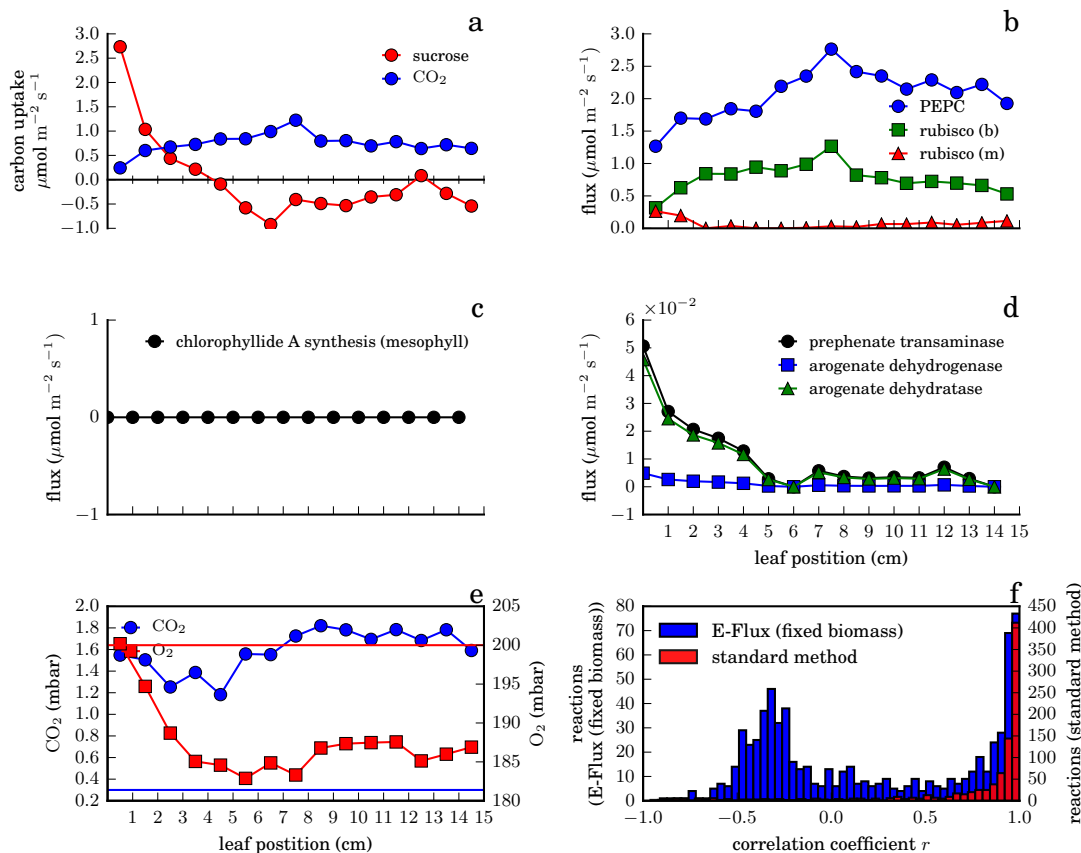 a
carbon uptake
μmol m⁻² s⁻¹
3.0
2.5
2.0
1.5
1.0
0.5
0.0
−0.5
−1.0
sucrose
CO₂
b
flux (μmol m⁻² s⁻¹)
3.0
2.5
2.0
1.5
1.0
0.5
0.0
PEPC
rubisco (b)
rubisco (m)
c
flux (μmol m⁻² s⁻¹)
1
0
−1
chlorophyllide A synthesis (mesophyll)
d
×10⁻²
flux (μmol m⁻² s⁻¹)
6
5
4
3
2
1
0
−1
prephenate transaminase
arogenate dehydrogenase
arogenate dehydratase
1 2 3 4 5 6 7 8 9 10 11 12 13 14 15
leaf postition (cm)
e
CO₂ (mbar)
2.0
1.8
1.6
1.4
1.2
1.0
0.8
0.6
0.4
0.2
CO₂
O₂
205
200
195
190
185
180
O₂ (mbar)
1 2 3 4 5 6 7 8 9 10 11 12 13 14 15
leaf postition (cm)
f
reactions
(E-Flux (fixed biomass))
80
70
60
50
40
30
20
10
0
E-Flux (fixed biomass)
standard method
450
400
350
300
250
200
150
100
50
0
reactions (standard method)
−1.0 −0.5 0.0 0.5 1.0
correlation coefficient r